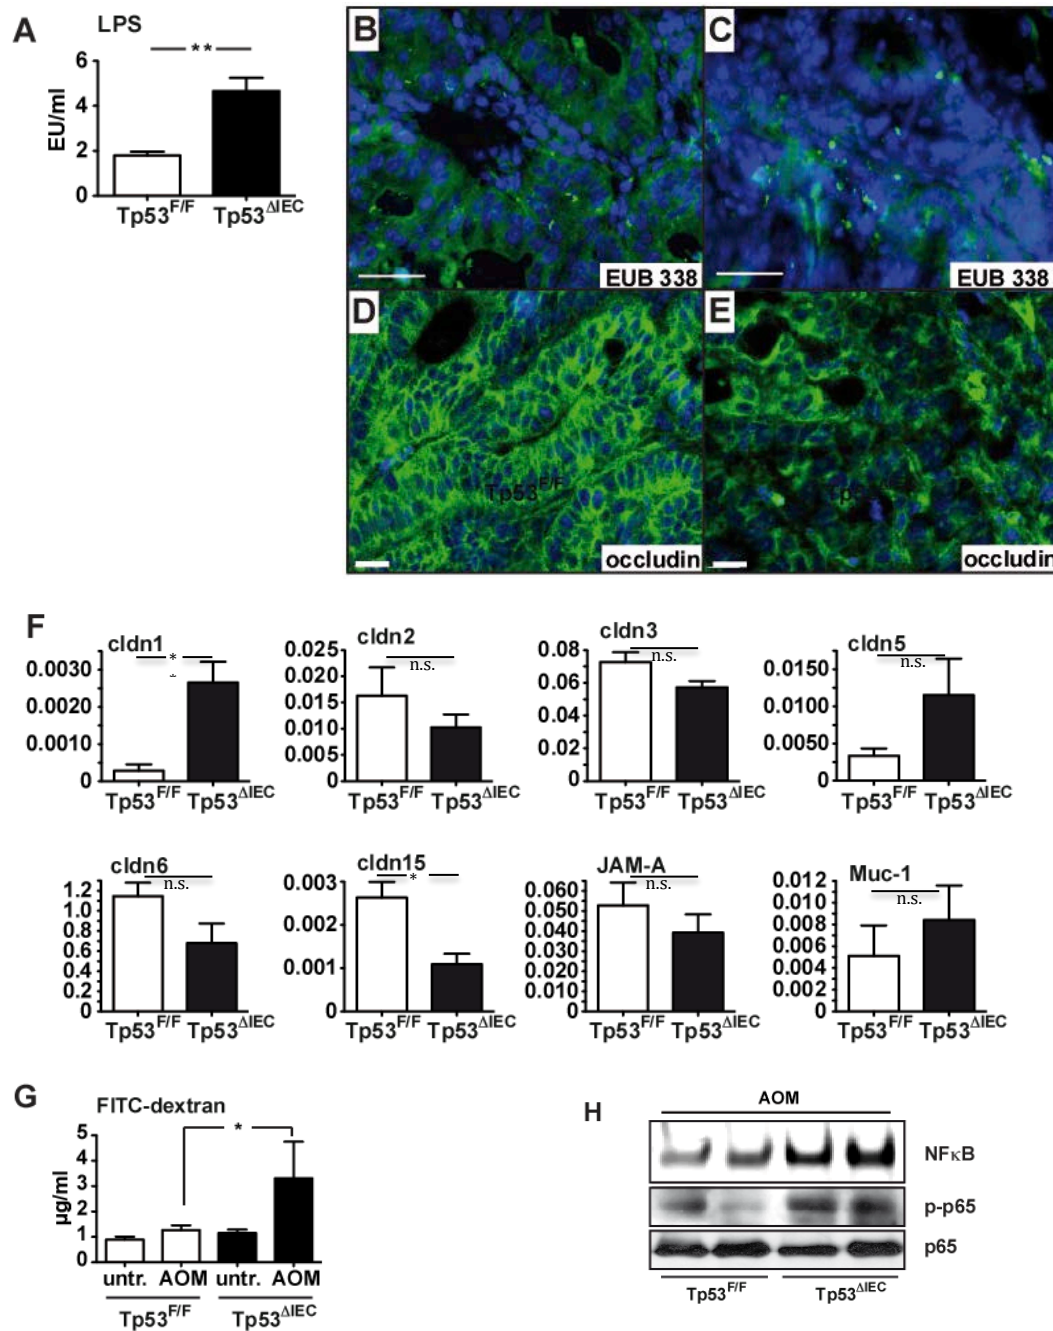 A
LPS
**
EU/ml
6
4
2
0
Tp53F/F Tp53ΔIEC
B
EUB 338
C
EUB 338
D
Tp53F/F
occludin
E
occludin
F
cldn1
*
0.0030
0.0020
0.0010
0
Tp53F/F Tp53ΔIEC
cldn2
n.s.
0.025
0.020
0.015
0.010
0.005
0
Tp53F/F Tp53ΔIEC
cldn3
n.s.
0.08
0.06
0.04
0.02
0
Tp53F/F Tp53ΔIEC
cldn5
n.s.
0.0150
0.0100
0.0050
0
Tp53F/F Tp53ΔIEC
cldn6
n.s.
1.2
1.0
0.8
0.6
0.4
0.2
0
Tp53F/F Tp53ΔIEC
cldn15
*
0.003
0.002
0.001
0
Tp53F/F Tp53ΔIEC
JAM-A
n.s.
0.060
0.050
0.040
0.030
0.020
0.010
0.00
Tp53F/F Tp53ΔIEC
Muc-1
n.s.
0.012
0.010
0.008
0.006
0.004
0.002
0
Tp53F/F Tp53ΔIEC
G
FITC-dextran
*
µg/ml
5
4
3
2
1
0
untr. AOM untr. AOM
Tp53F/F Tp53ΔIEC
H
AOM
NFκB
p-p65
p65
Tp53F/F Tp53ΔIEC